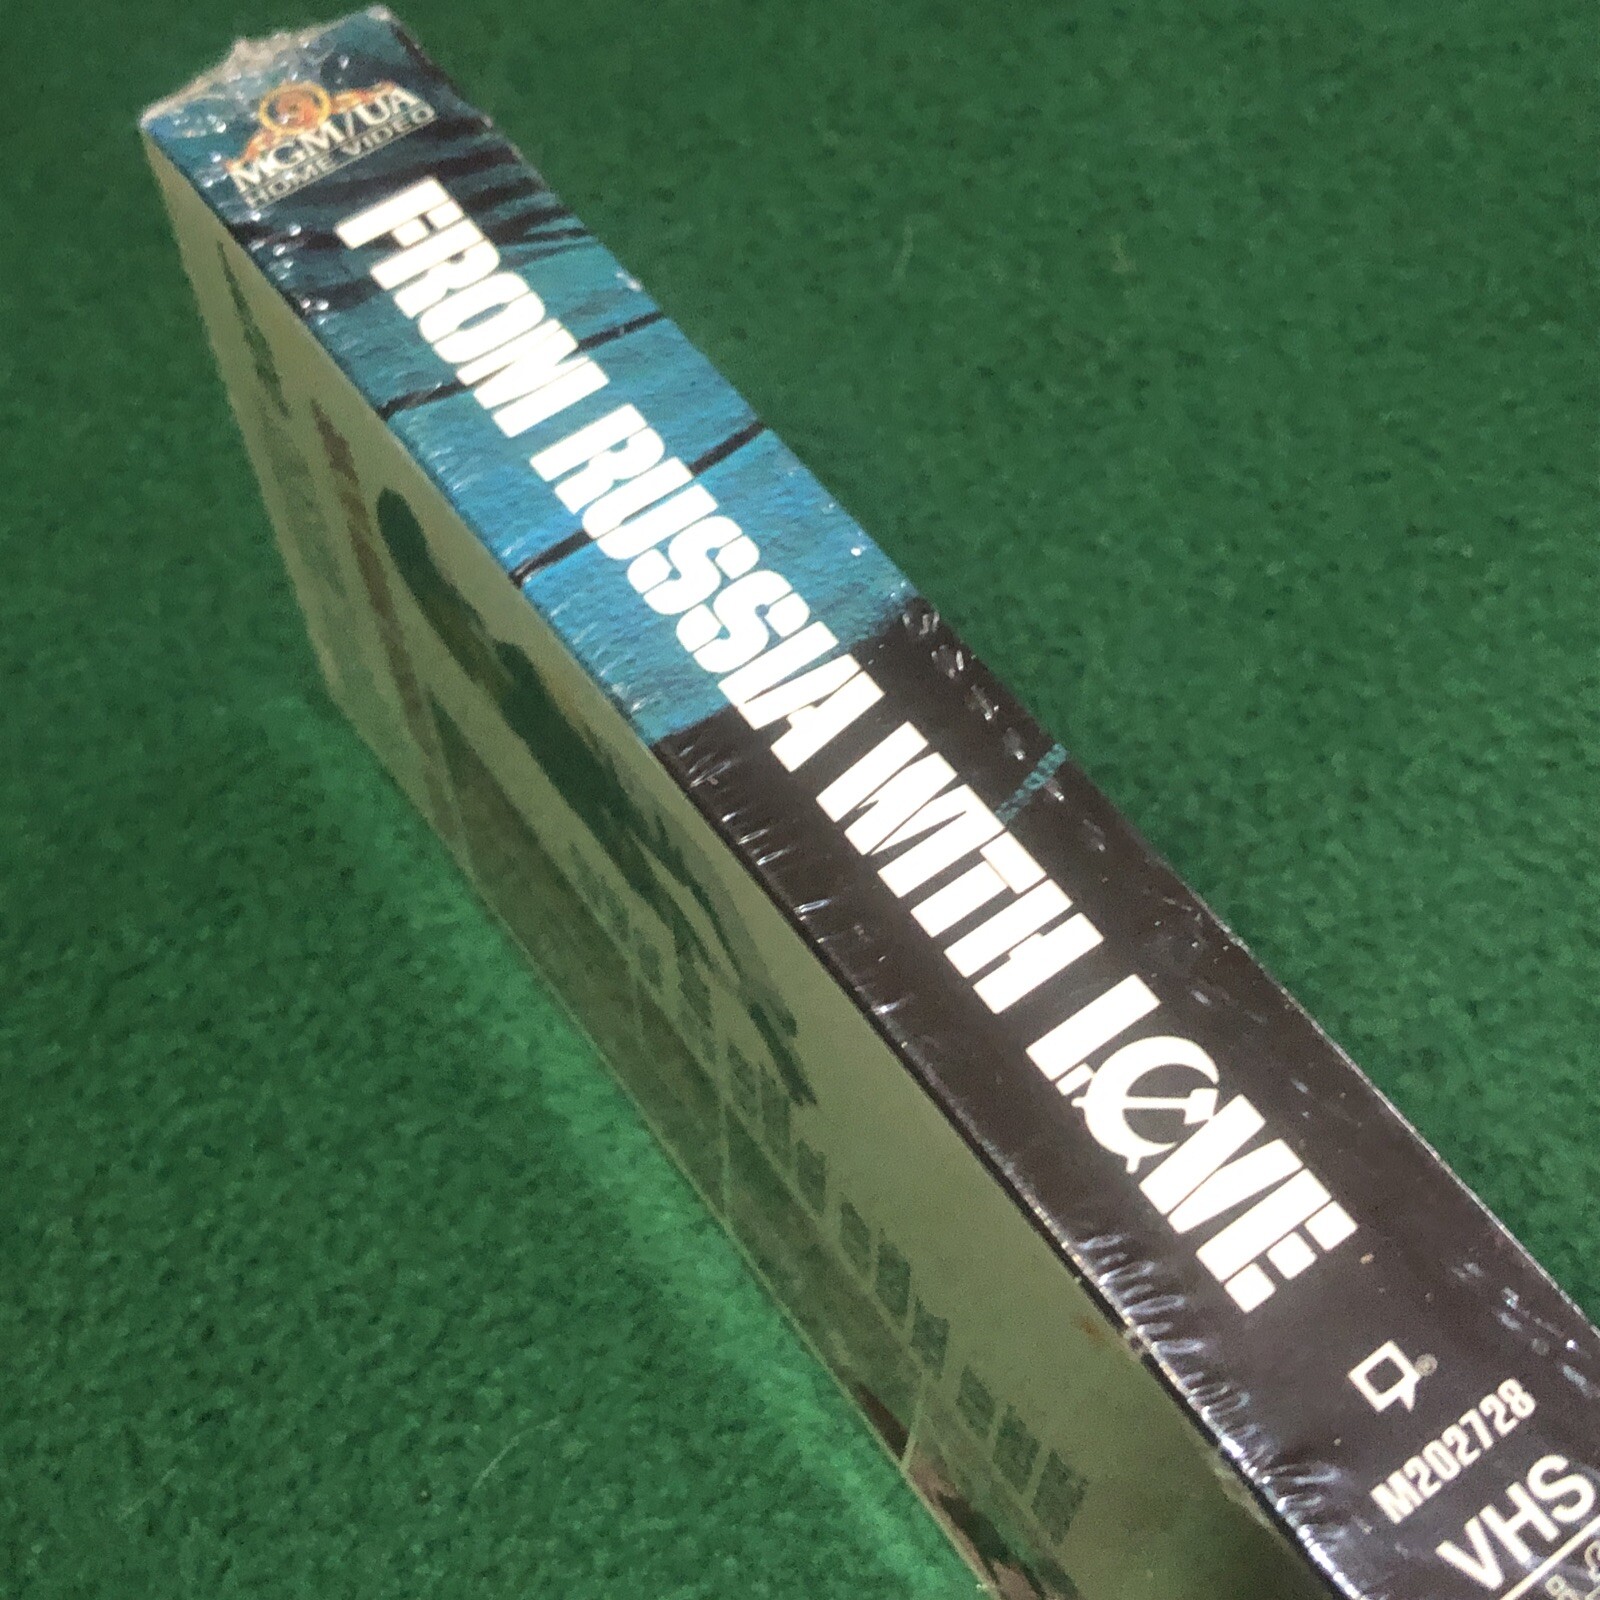 MGM/UA
HOME VIDEO
FROM RUSSIA WITH LOVE
®
M202728
VHS